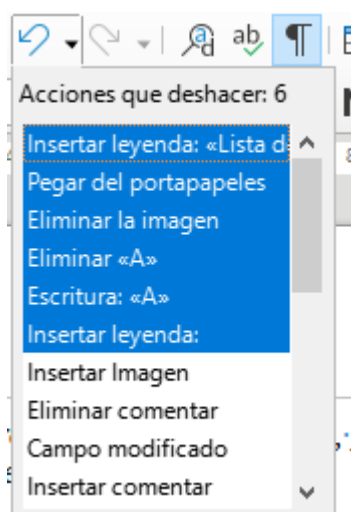 Acciones que deshacer: 6
Insertar leyenda: «Lista d
Pegar del portapapeles
Eliminar la imagen
Eliminar «A»
Escritura: «A»
Insertar leyenda:
Insertar Imagen
Eliminar comentar
Campo modificado
Insertar comentar